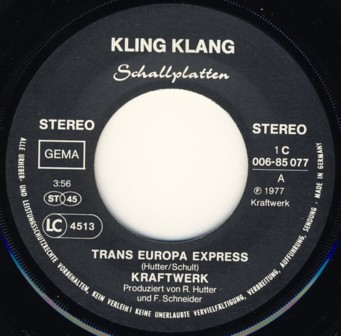 KLING KLANG
Schallplatten
STEREO
STEREO
GEMA
1 C
006-85 077
3:56
A
ST 45
℗ 1977
Kraftwerk
LC 4513
TRANS EUROPA EXPRESS
(Hutter/Schult)
KRAFTWERK
Produziert von R. Hutter
und F. Schneider
ALLE URHEBER- UND LEISTUNGSSCHUTZRECHTE VORBEHALTEN. KEIN VERLEIH! KEINE UNERLAUBTE VERVIELFÄLTIGUNG, VERBREITUNG, AUFFÜHRUNG, SENDUNG · MADE IN GERMANY